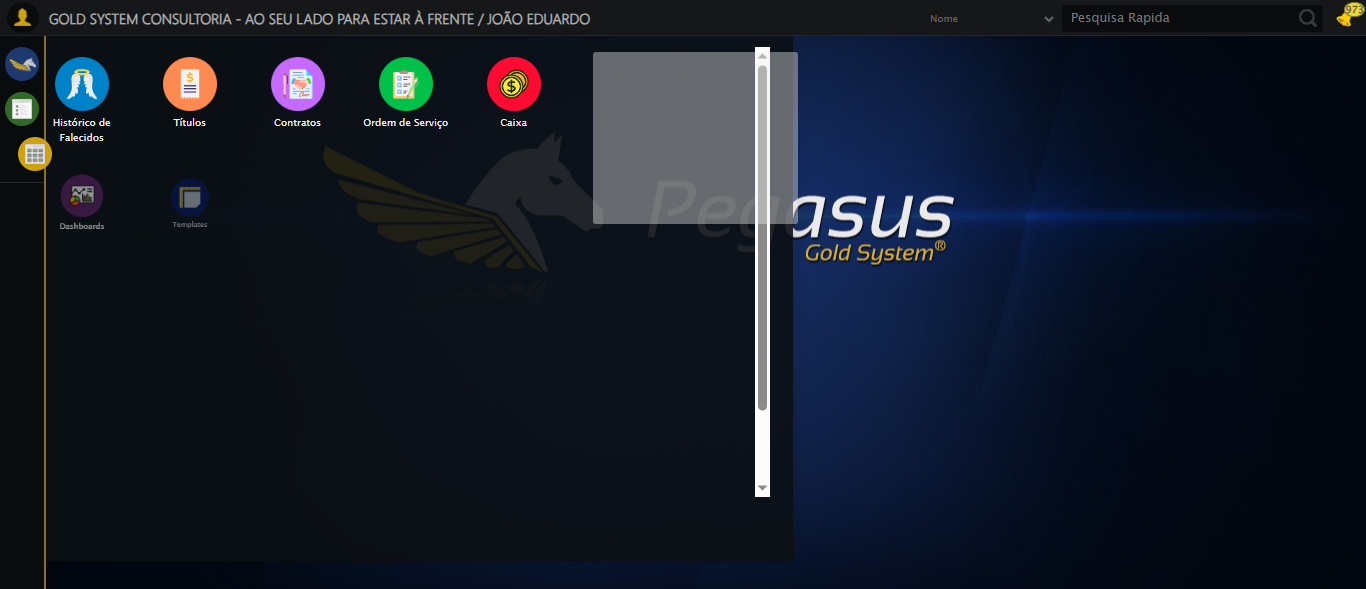 GOLD SYSTEM CONSULTORIA - AO SEU LADO PARA ESTAR À FRENTE / JOÃO EDUARDO
Nome
Pesquisa Rapida
973
Histórico de
Falecidos
Títulos
Contratos
Ordem de Serviço
Caixa
Dashboards
Templates
Pegasus
Gold System®